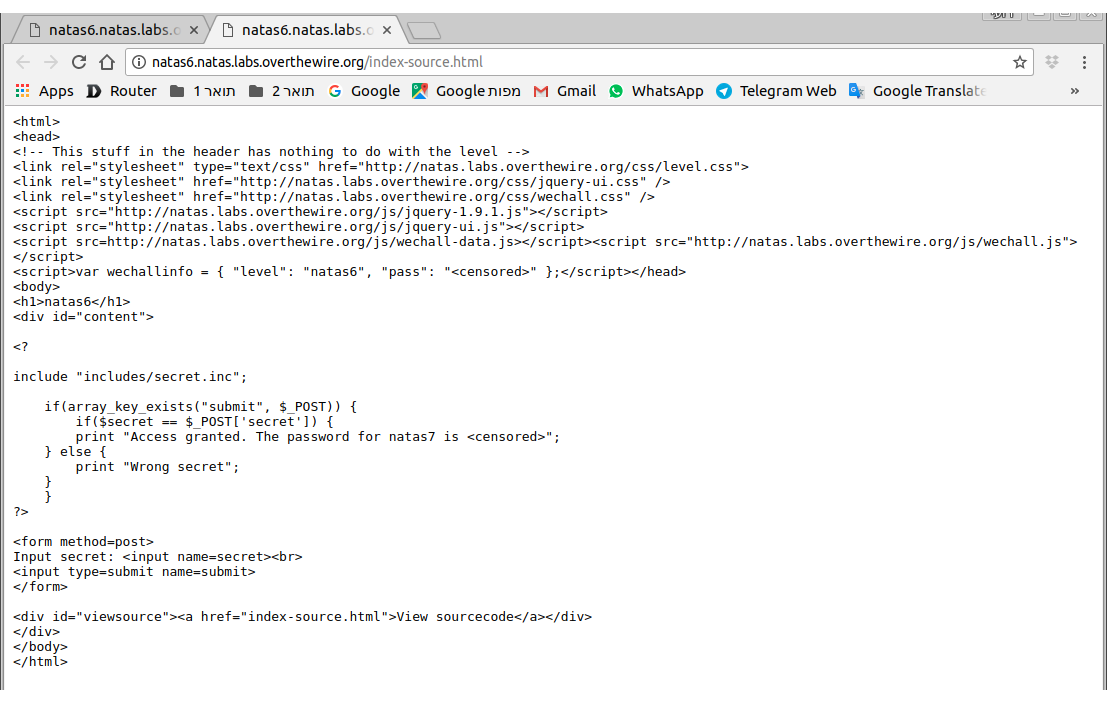 natas6.natas.labs.o
natas6.natas.labs.o
natas6.natas.labs.overthewire.org/index-source.html
Apps Router תואר 1 תואר 2 Google Google מפות Gmail WhatsApp Telegram Web Google Translate »
<html>
<head>
<!-- This stuff in the header has nothing to do with the level -->
<link rel="stylesheet" type="text/css" href="http://natas.labs.overthewire.org/css/level.css">
<link rel="stylesheet" href="http://natas.labs.overthewire.org/css/jquery-ui.css" />
<link rel="stylesheet" href="http://natas.labs.overthewire.org/css/wechall.css" />
<script src="http://natas.labs.overthewire.org/js/jquery-1.9.1.js"></script>
<script src="http://natas.labs.overthewire.org/js/jquery-ui.js"></script>
<script src=http://natas.labs.overthewire.org/js/wechall-data.js></script><script src="http://natas.labs.overthewire.org/js/wechall.js">
</script>
<script>var wechallinfo = { "level": "natas6", "pass": "<censored>" };</script></head>
<body>
<h1>natas6</h1>
<div id="content">
<?
include "includes/secret.inc";
if(array_key_exists("submit", $_POST)) {
if($secret == $_POST['secret']) {
print "Access granted. The password for natas7 is <censored>";
} else {
print "Wrong secret";
}
}
?>
<form method=post>
Input secret: <input name=secret><br>
<input type=submit name=submit>
</form>
<div id="viewsource"><a href="index-source.html">View sourcecode</a></div>
</div>
</body>
</html>